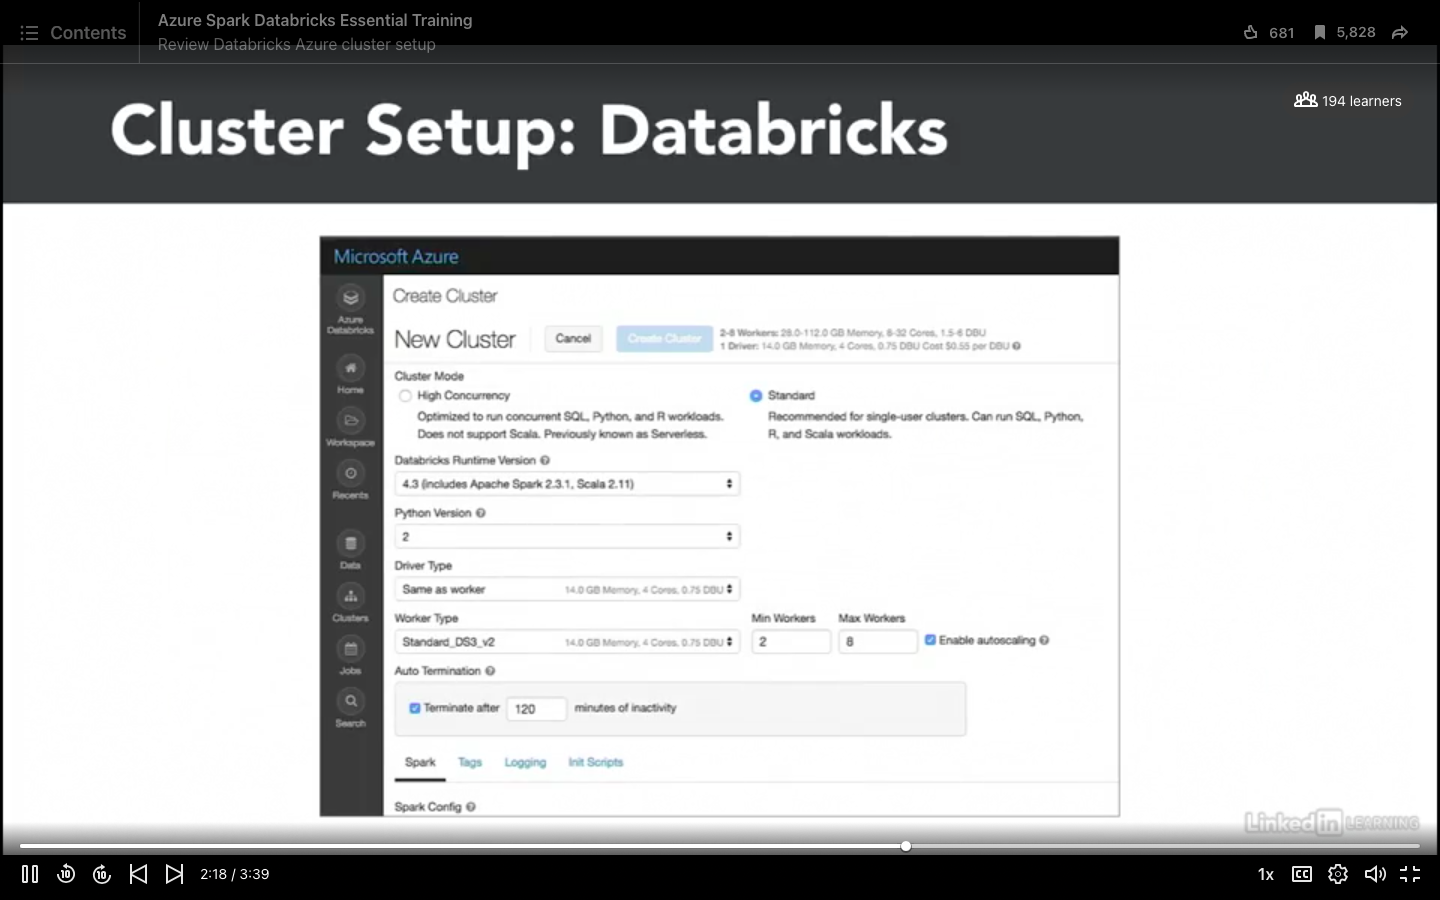 Contents
Azure Spark Databricks Essential Training
Review Databricks Azure cluster setup
681
5,828
194 learners
Cluster Setup: Databricks
Microsoft Azure
Azure
Databricks
Home
Workspace
Recents
Data
Clusters
Jobs
Search
Create Cluster
New Cluster
Cancel
Create Cluster
2-8 Workers: 28.0-112.0 GB Memory, 8-32 Cores, 1.5-6 DBU
1 Driver: 14.0 GB Memory, 4 Cores, 0.75 DBU Cost $0.55 per DBU
Cluster Mode
High Concurrency
Optimized to run concurrent SQL, Python, and R workloads.
Does not support Scala. Previously known as Serverless.
Standard
Recommended for single-user clusters. Can run SQL, Python,
R, and Scala workloads.
Databricks Runtime Version
4.3 (includes Apache Spark 2.3.1, Scala 2.11)
Python Version
2
Driver Type
Same as worker 14.0 GB Memory, 4 Cores, 0.75 DBU
Worker Type
Standard_DS3_v2 14.0 GB Memory, 4 Cores, 0.75 DBU
Min Workers
2
Max Workers
8
Enable autoscaling
Auto Termination
Terminate after 120 minutes of inactivity
Spark Tags Logging Init Scripts
Spark Config
LinkedIn LEARNING
10
10
2:18 / 3:39
1x
CC